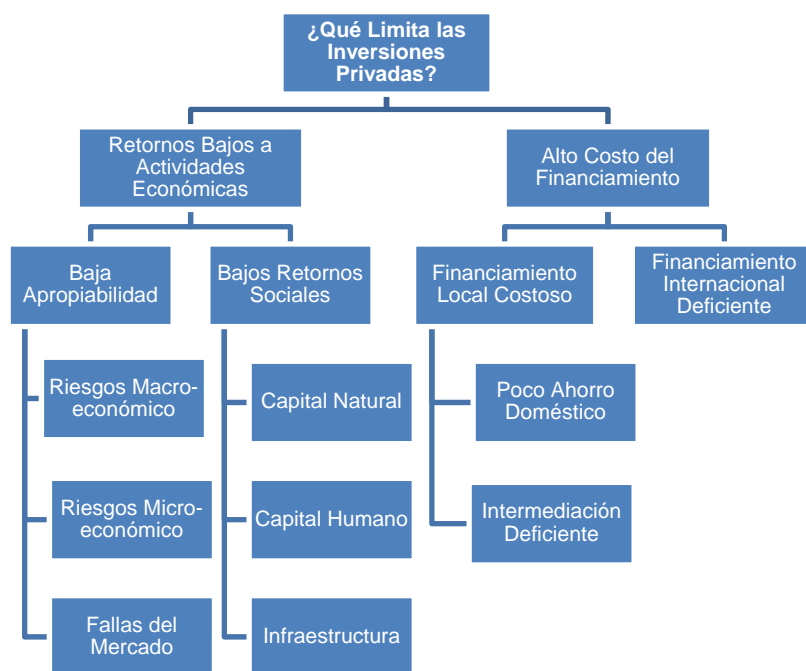 ¿Qué Limita las
Inversiones
Privadas?
Retornos Bajos a
Actividades
Económicas
Alto Costo del
Financiamiento
Baja
Apropiabilidad
Bajos Retornos
Sociales
Financiamiento
Local Costoso
Financiamiento
Internacional
Deficiente
Riesgos Macro-
económico
Capital Natural
Poco Ahorro
Doméstico
Riesgos Micro-
económico
Capital Humano
Intermediación
Deficiente
Fallas del
Mercado
Infraestructura